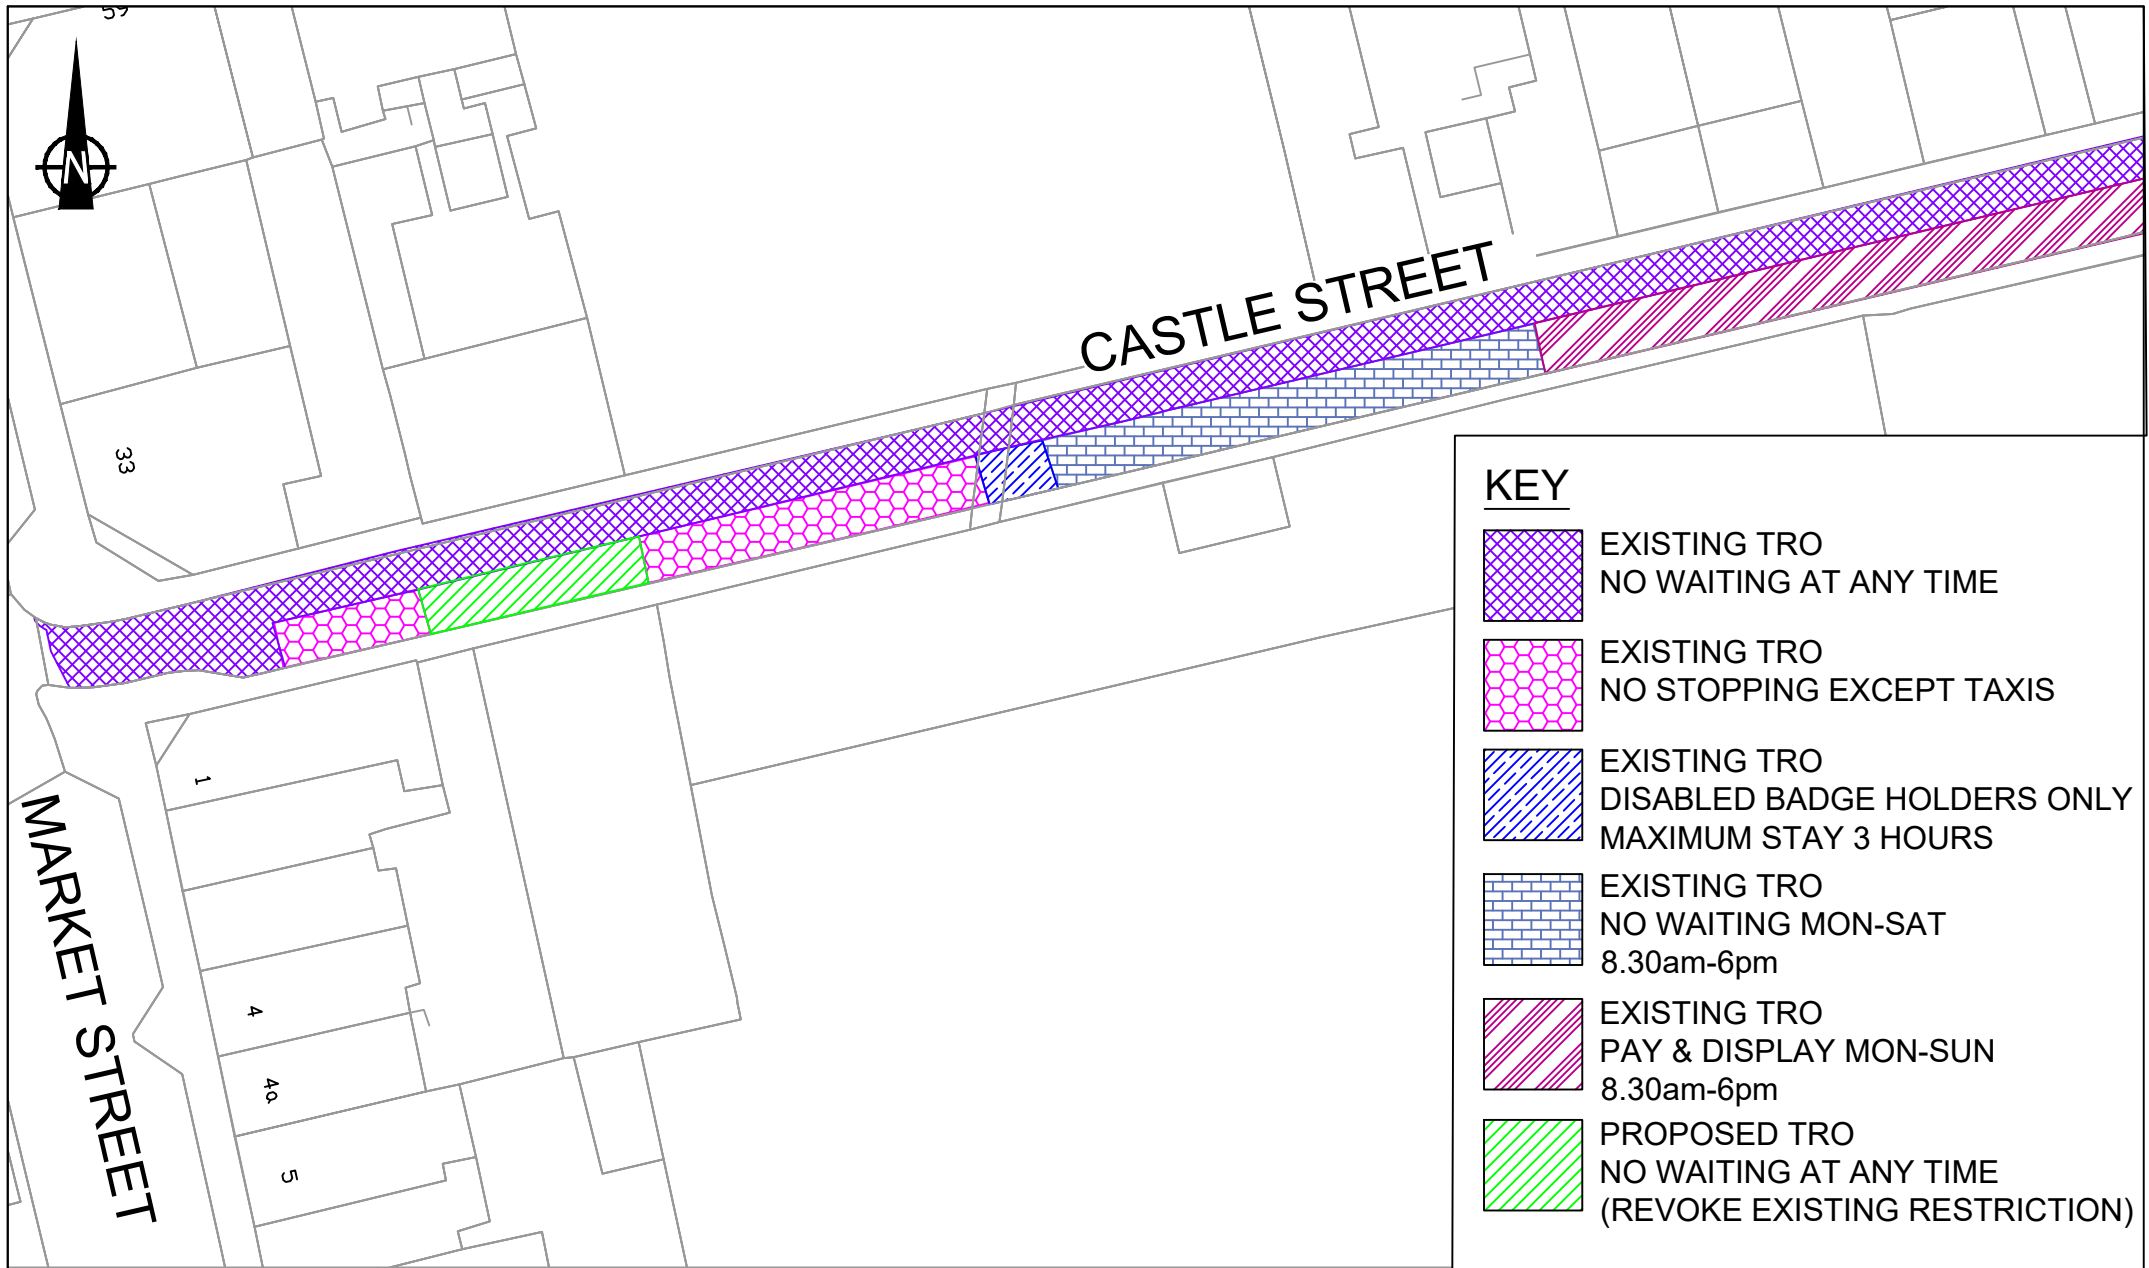 59
N
CASTLE STREET
33
1
4
4a
5
MARKET STREET
KEY
EXISTING TRO
NO WAITING AT ANY TIME
EXISTING TRO
NO STOPPING EXCEPT TAXIS
EXISTING TRO
DISABLED BADGE HOLDERS ONLY
MAXIMUM STAY 3 HOURS
EXISTING TRO
NO WAITING MON-SAT
8.30am-6pm
EXISTING TRO
PAY & DISPLAY MON-SUN
8.30am-6pm
PROPOSED TRO
NO WAITING AT ANY TIME
(REVOKE EXISTING RESTRICTION)